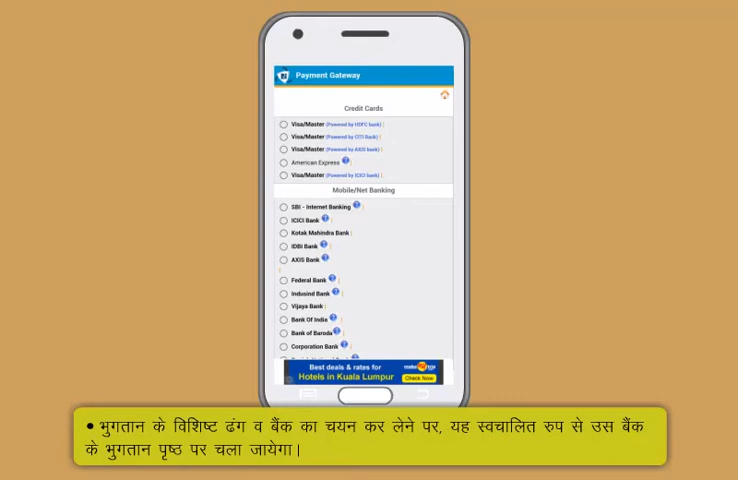 Payment Gateway
Credit Cards
Visa/Master (Powered by HDFC bank) |
Visa/Master (Powered by CITI Bank) |
Visa/Master (Powered by AXIS bank) |
American Express ? |
Visa/Master (Powered by ICICI bank) |
Mobile/Net Banking
SBI - Internet Banking ? |
ICICI Bank ? |
Kotak Mahindra Bank |
IDBI Bank ? |
AXIS Bank ?
|
Federal Bank ? |
Indusind Bank ? |
Vijaya Bank |
Bank Of India ? |
Bank of Baroda ? |
Corporation Bank ? |
Best deals & rates for
Hotels in Kuala Lumpur
make my trip
Check Now
• भुगतान के विशिष्ट ढंग व बैंक का चयन कर लेने पर, यह स्वचालित रुप से उस बैंक
के भुगतान पृष्ठ पर चला जायेगा।